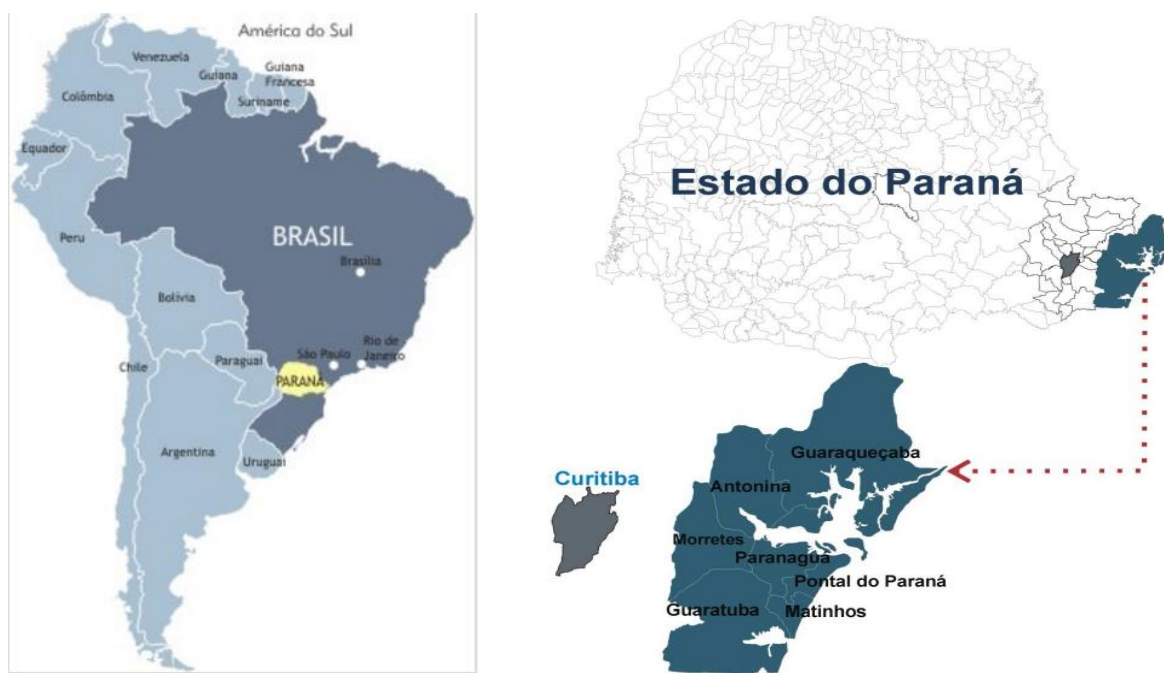 América do Sul
Venezuela
Guiana
Guiana
Francesa
Suriname
Colômbia
Equador
Peru
BRASIL
Brasília
Bolívia
Paraguai
Chile
São Paulo
Rio de
Janeiro
PARANÁ
Argentina
Uruguai
Estado do Paraná
Curitiba
Guaraqueçaba
Antonina
Morretes
Paranaguá
Pontal do Paraná
Guaratuba
Matinhos